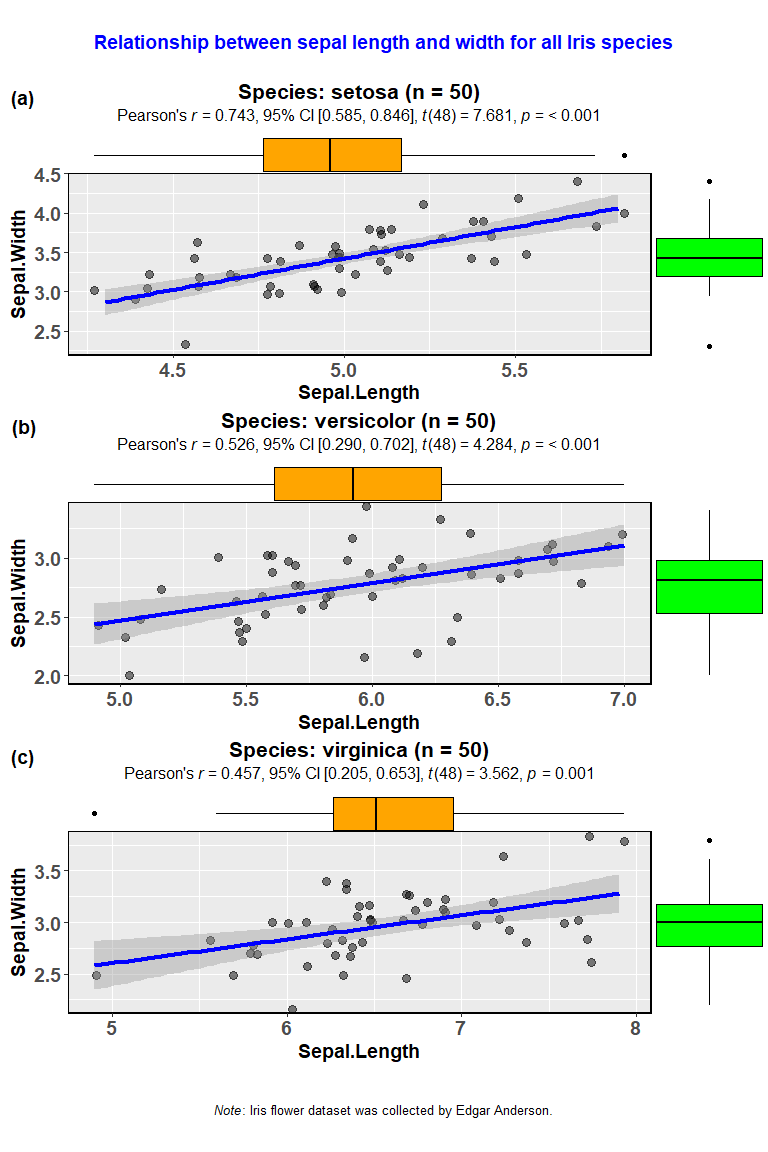 Relationship between sepal length and width for all Iris species
(a)
Species: setosa (n = 50)
Pearson's r = 0.743, 95% CI [0.585, 0.846], t(48) = 7.681, p = < 0.001
Sepal.Width
4.5
4.0
3.5
3.0
2.5
4.5
5.0
5.5
Sepal.Length
(b)
Species: versicolor (n = 50)
Pearson's r = 0.526, 95% CI [0.290, 0.702], t(48) = 4.284, p = < 0.001
Sepal.Width
3.0
2.5
2.0
5.0
5.5
6.0
6.5
7.0
Sepal.Length
(c)
Species: virginica (n = 50)
Pearson's r = 0.457, 95% CI [0.205, 0.653], t(48) = 3.562, p = 0.001
Sepal.Width
3.5
3.0
2.5
5
6
7
8
Sepal.Length
Note: Iris flower dataset was collected by Edgar Anderson.